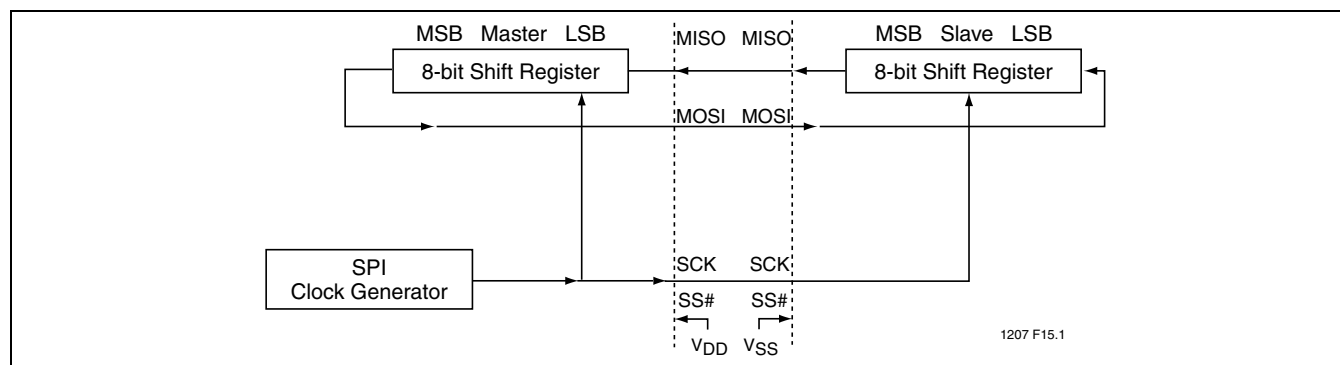 MSB Master LSB
MISO MISO
MSB Slave LSB
8-bit Shift Register
8-bit Shift Register
MOSI MOSI
SPI
Clock Generator
SCK SCK
SS# SS#
VDD VSS
1207 F15.1